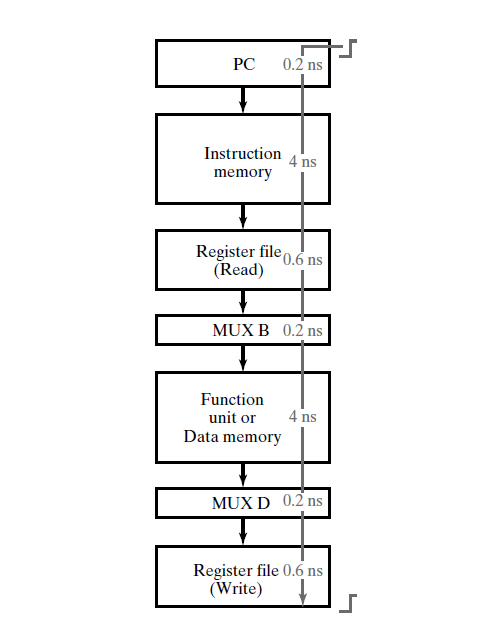 PC 0.2 ns
Instruction
memory 4 ns
Register file 0.6 ns
(Read)
MUX B 0.2 ns
Function
unit or 4 ns
Data memory
MUX D 0.2 ns
Register file 0.6 ns
(Write)